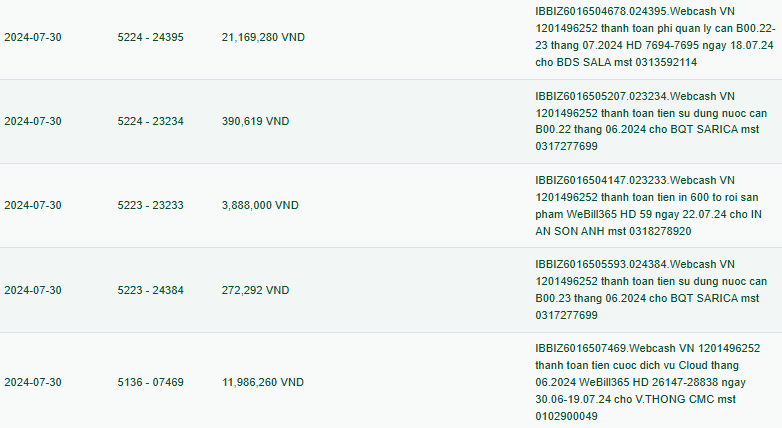 IBBIZ6016504678.024395.Webcash VN
2024-07-30 5224 - 24395 21,169,280 VND 1201496252 thanh toan phi quan ly can B00.22-
23 thang 07.2024 HD 7694-7695 ngay 18.07.24
cho BDS SALA mst 0313592114
IBBIZ6016505207.023234.Webcash VN
2024-07-30 5224 - 23234 390,619 VND 1201496252 thanh toan tien su dung nuoc can
B00.22 thang 06.2024 cho BQT SARICA mst
0317277699
IBBIZ6016504147.023233.Webcash VN
2024-07-30 5223 - 23233 3,888,000 VND 1201496252 thanh toan tien in 600 to roi san
pham WeBill365 HD 59 ngay 22.07.24 cho IN
AN SON ANH mst 0318278920
IBBIZ6016505593.024384.Webcash VN
2024-07-30 5223 - 24384 272,292 VND 1201496252 thanh toan tien su dung nuoc can
B00.23 thang 06.2024 cho BQT SARICA mst
0317277699
IBBIZ6016507469.Webcash VN 1201496252
thanh toan tien cuoc dich vu Cloud thang
2024-07-30 5136 - 07469 11,986,260 VND 06.2024 WeBill365 HD 26147-28838 ngay
30.06-19.07.24 cho V.THONG CMC mst
0102900049